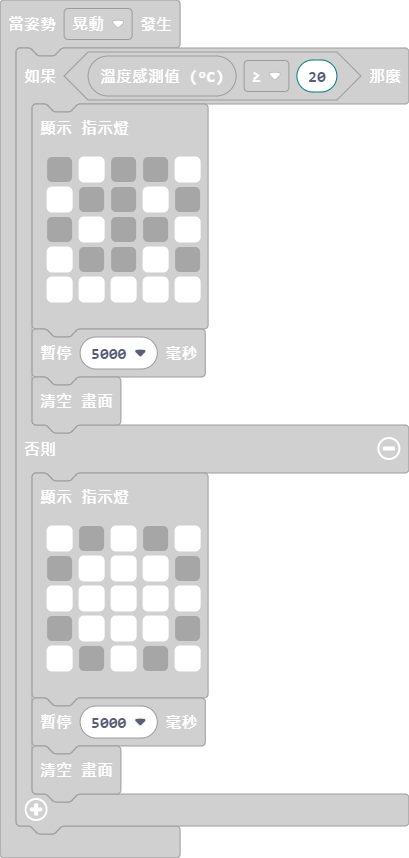 當姿勢 晃動 發生
如果 溫度感測值 (°C) ≥ 20 那麼
顯示 指示燈
暫停 5000 毫秒
清空 畫面
否則
顯示 指示燈
暫停 5000 毫秒
清空 畫面